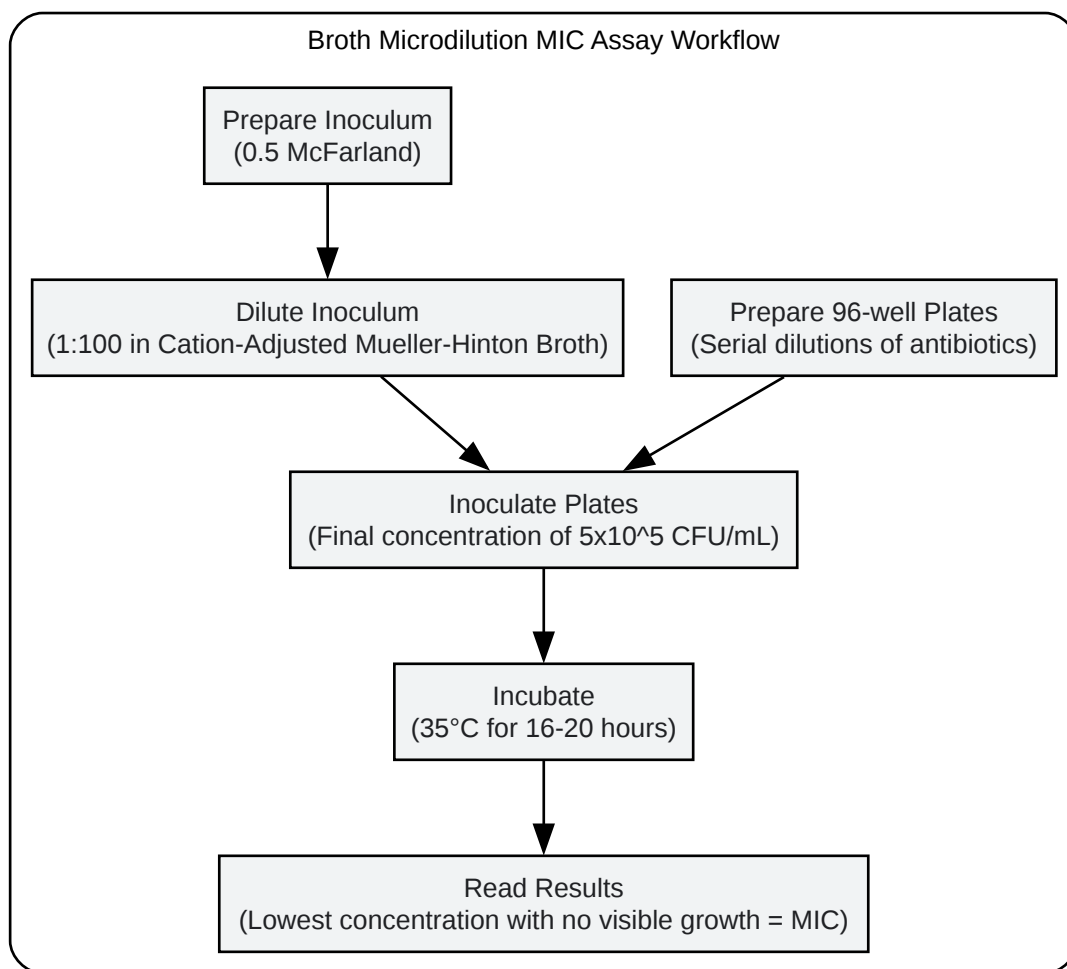 Broth Microdilution MIC Assay Workflow
Prepare Inoculum
(0.5 McFarland)
Dilute Inoculum
(1:100 in Cation-Adjusted Mueller-Hinton Broth)
Prepare 96-well Plates
(Serial dilutions of antibiotics)
Inoculate Plates
(Final concentration of 5x10^5 CFU/mL)
Incubate
(35°C for 16-20 hours)
Read Results
(Lowest concentration with no visible growth = MIC)